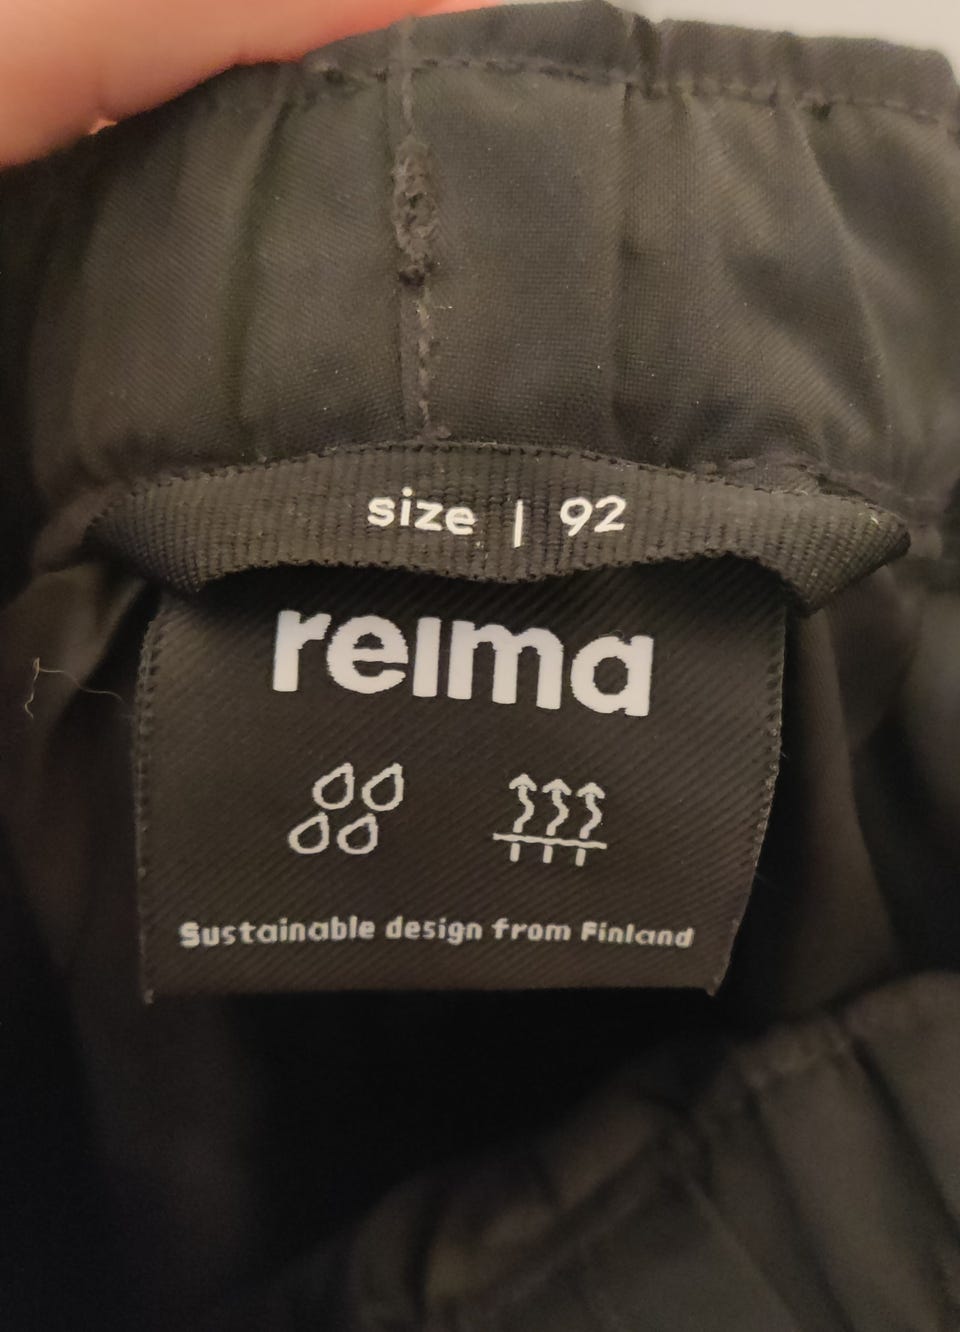 size | 92
reima
Sustainable design from Finland